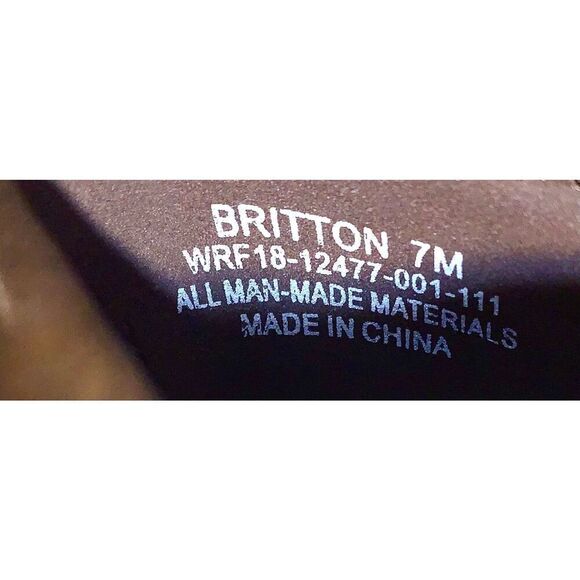 BRITTON 7M
WRF18-12477-001-111
ALL MAN-MADE MATERIALS
MADE IN CHINA